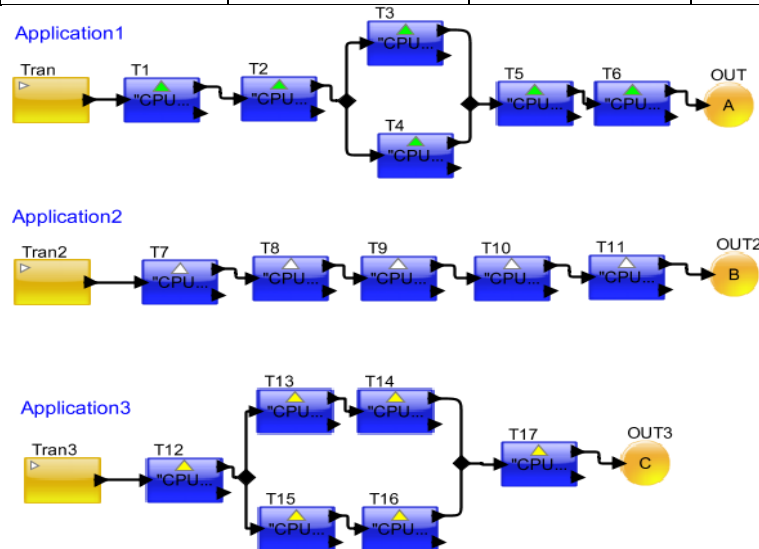 Application1
Tran
T1
"CPU...
T2
"CPU...
T3
"CPU...
T4
"CPU...
T5
"CPU...
T6
"CPU...
OUT
A
Application2
Tran2
T7
"CPU...
T8
"CPU...
T9
"CPU...
T10
"CPU...
T11
"CPU...
OUT2
B
Application3
Tran3
T12
"CPU...
T13
"CPU...
T14
"CPU...
T15
"CPU...
T16
"CPU...
T17
"CPU...
OUT3
C